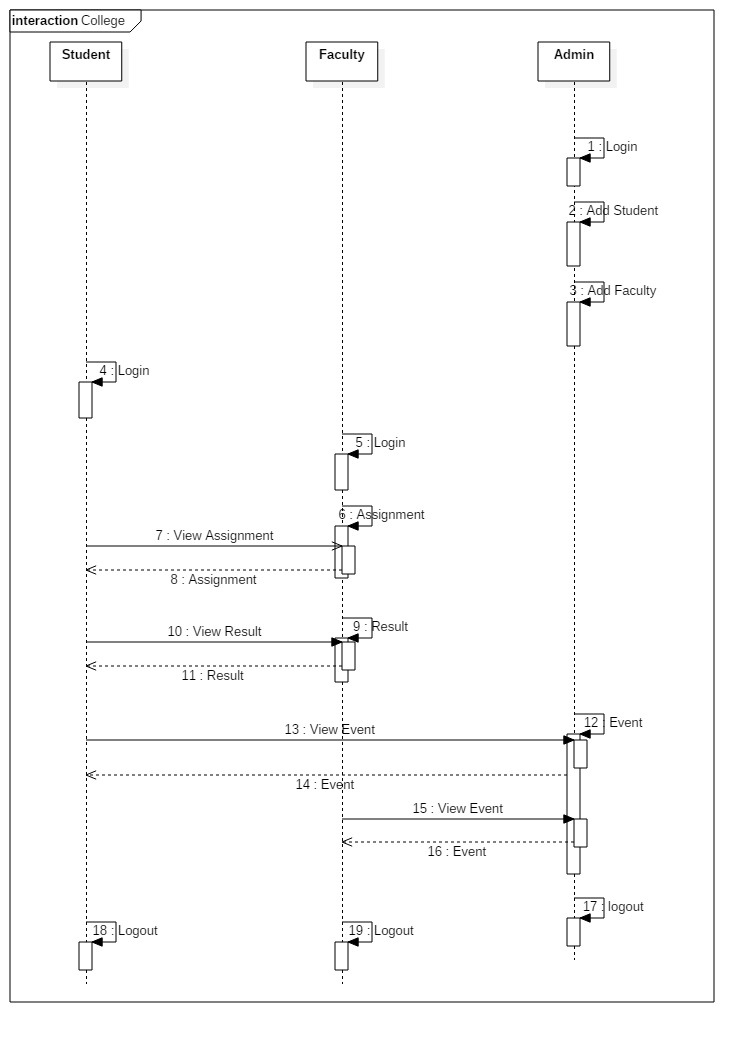 interaction College
Student
Faculty
Admin
1 : Login
2 : Add Student
3 : Add Faculty
4 : Login
5 : Login
6 : Assignment
7 : View Assignment
8 : Assignment
9 : Result
10 : View Result
11 : Result
12 : Event
13 : View Event
14 : Event
15 : View Event
16 : Event
17 : logout
18 : Logout
19 : Logout